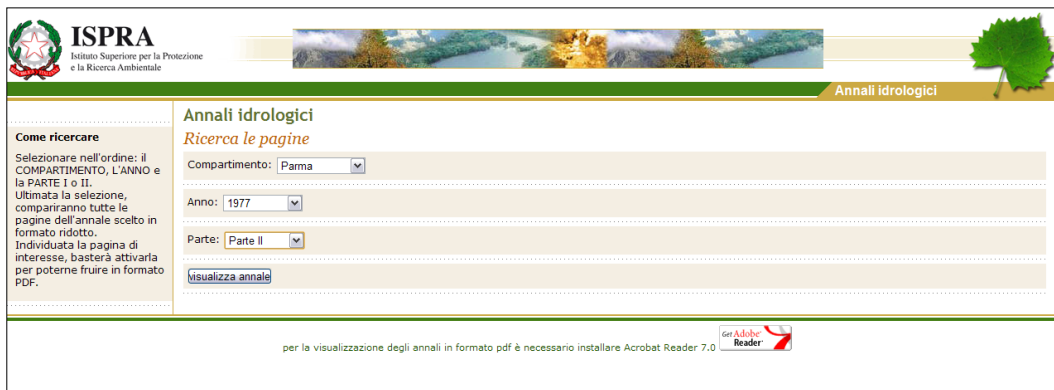 ISPRA
Istituto Superiore per la Protezione
e la Ricerca Ambientale
Annali idrologici
Annali idrologici
Ricerca le pagine
Come ricercare
Selezionare nell'ordine: il
COMPARTIMENTO, L'ANNO e
la PARTE I o II.
Ultimata la selezione,
compariranno tutte le
pagine dell'annale scelto in
formato ridotto.
Individuata la pagina di
interesse, basterà attivarla
per poterne fruire in formato
PDF.
Compartimento: Parma
Anno: 1977
Parte: Parte II
visualizza annale
per la visualizzazione degli annali in formato pdf è necessario installare Acrobat Reader 7.0
Get Adobe
Reader